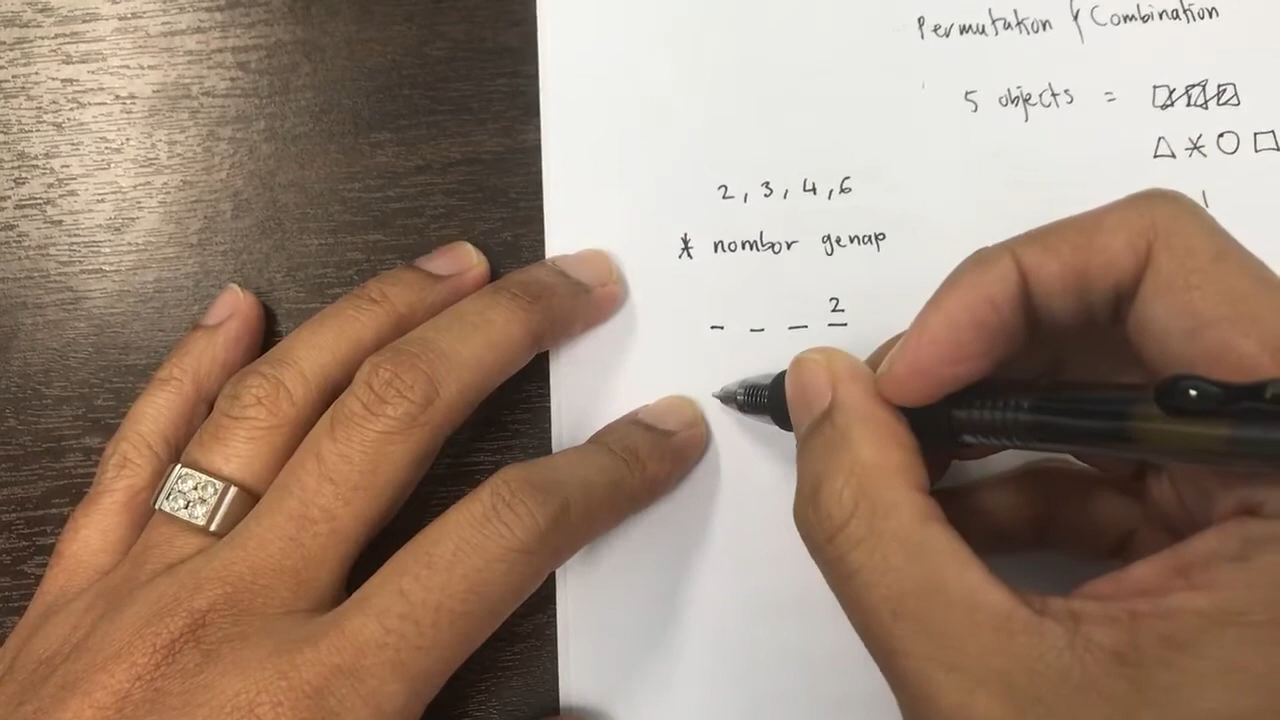 Permutation & Combination
5 objects =
2, 3, 4, 6
* nombor genap
_ _ _ 2